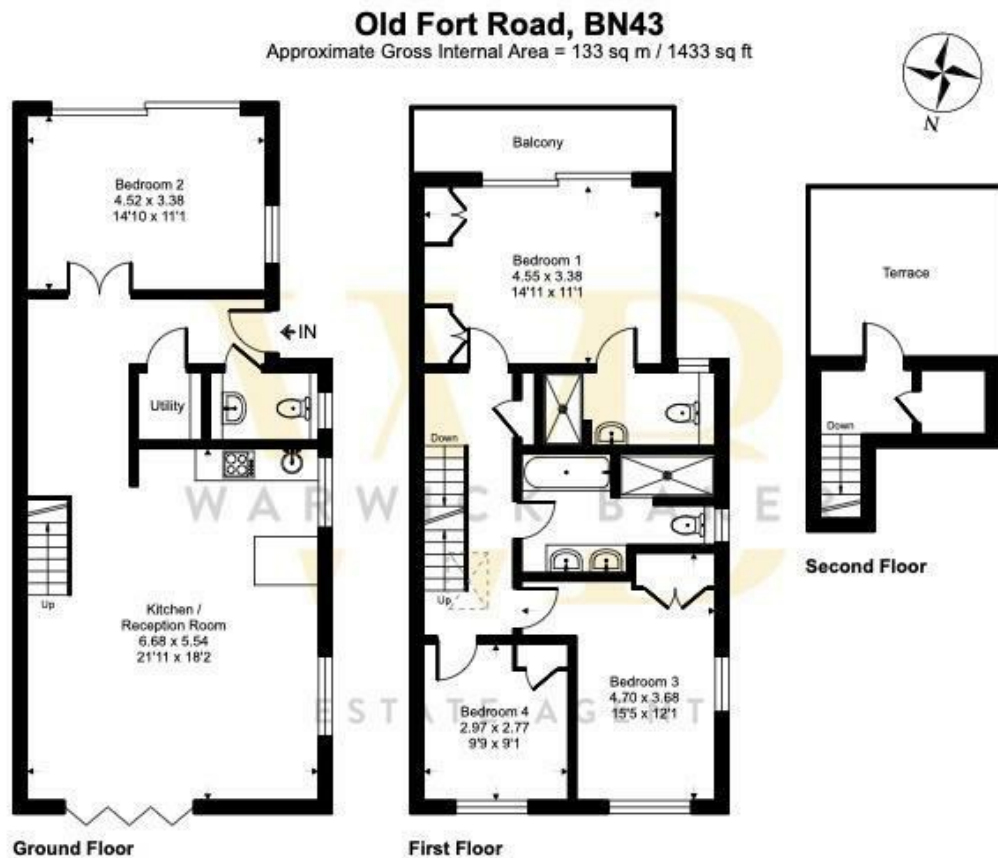 Old Fort Road, BN43
Approximate Gross Internal Area = 133 sq m / 1433 sq ft
N
Bedroom 2
4.52 x 3.38
14'10 x 11'1
IN
Utility
Up
Kitchen /
Reception Room
6.68 x 5.54
21'11 x 18'2
Ground Floor
Balcony
Bedroom 1
4.55 x 3.38
14'11 x 11'1
Down
Up
Bedroom 3
4.70 x 3.68
15'5 x 12'1
Bedroom 4
2.97 x 2.77
9'9 x 9'1
First Floor
Terrace
Down
Second Floor
WB
WARWICK BAKER
ESTATE AGENT